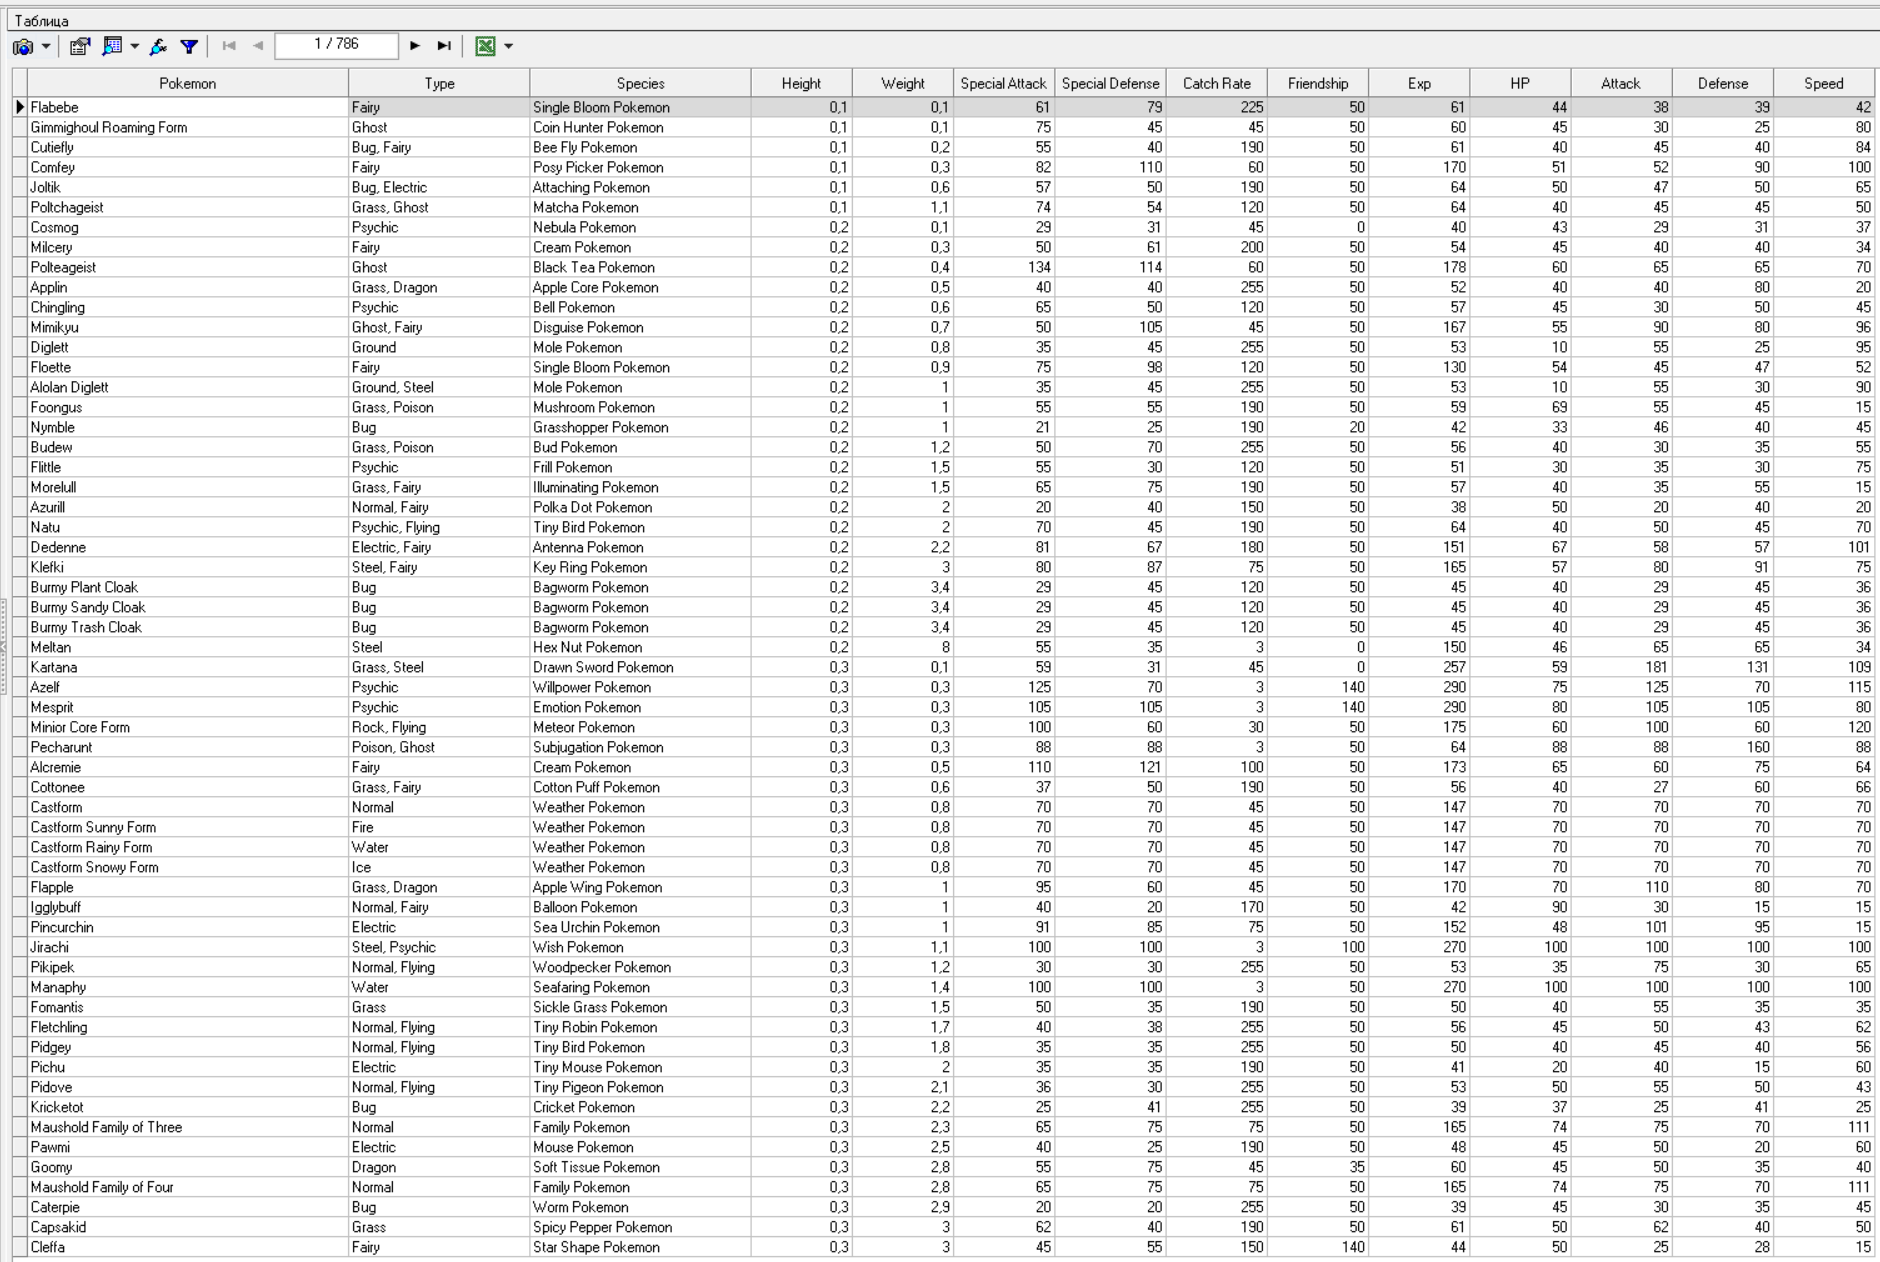 Таблица
1 / 786
Pokemon Type Species Height Weight Special Attack Special Defense Catch Rate Friendship Exp HP Attack Defense Speed
Flabebe Fairy Single Bloom Pokemon 0,1 0,1 61 79 225 50 61 44 38 39 42
Gimmighoul Roaming Form Ghost Coin Hunter Pokemon 0,1 0,1 75 45 45 50 60 45 30 25 80
Cutiefly Bug, Fairy Bee Fly Pokemon 0,1 0,2 55 40 190 50 61 40 45 40 84
Comfey Fairy Posy Picker Pokemon 0,1 0,3 82 110 60 50 170 51 52 90 100
Joltik Bug, Electric Attaching Pokemon 0,1 0,6 57 50 190 50 64 50 47 50 65
Poltchageist Grass, Ghost Matcha Pokemon 0,1 1,1 74 54 120 50 64 40 45 45 50
Cosmog Psychic Nebula Pokemon 0,2 0,1 29 31 45 0 40 43 29 31 37
Milcery Fairy Cream Pokemon 0,2 0,3 50 61 200 50 54 45 40 40 34
Polteageist Ghost Black Tea Pokemon 0,2 0,4 134 114 60 50 178 60 65 65 70
Applin Grass, Dragon Apple Core Pokemon 0,2 0,5 40 40 255 50 52 40 40 80 20
Chingling Psychic Bell Pokemon 0,2 0,6 65 50 120 50 57 45 30 50 45
Mimikyu Ghost, Fairy Disguise Pokemon 0,2 0,7 50 105 45 50 167 55 90 80 96
Diglett Ground Mole Pokemon 0,2 0,8 35 45 255 50 53 10 55 25 95
Floette Fairy Single Bloom Pokemon 0,2 0,9 75 98 120 50 130 54 45 47 52
Alolan Diglett Ground, Steel Mole Pokemon 0,2 1 35 45 255 50 53 10 55 30 90
Foongus Grass, Poison Mushroom Pokemon 0,2 1 55 55 190 50 59 69 55 45 15
Nymble Bug Grasshopper Pokemon 0,2 1 21 25 190 20 42 33 46 40 45
Budew Grass, Poison Bud Pokemon 0,2 1,2 50 70 255 50 56 40 30 35 55
Flittle Psychic Frill Pokemon 0,2 1,5 55 30 120 50 51 30 35 30 75
Morelull Grass, Fairy Illuminating Pokemon 0,2 1,5 65 75 190 50 57 40 35 55 15
Azurill Normal, Fairy Polka Dot Pokemon 0,2 2 20 40 150 50 38 50 20 40 20
Natu Psychic, Flying Tiny Bird Pokemon 0,2 2 70 45 190 50 64 40 50 45 70
Dedenne Electric, Fairy Antenna Pokemon 0,2 2,2 81 67 180 50 151 67 58 57 101
Klefki Steel, Fairy Key Ring Pokemon 0,2 3 80 87 75 50 165 57 80 91 75
Burmy Plant Cloak Bug Bagworm Pokemon 0,2 3,4 29 45 120 50 45 40 29 45 36
Burmy Sandy Cloak Bug Bagworm Pokemon 0,2 3,4 29 45 120 50 45 40 29 45 36
Burmy Trash Cloak Bug Bagworm Pokemon 0,2 3,4 29 45 120 50 45 40 29 45 36
Meltan Steel Hex Nut Pokemon 0,2 8 55 35 3 0 150 46 65 65 34
Kartana Grass, Steel Drawn Sword Pokemon 0,3 0,1 59 31 45 0 257 59 181 131 109
Azelf Psychic Willpower Pokemon 0,3 0,3 125 70 3 140 290 75 125 70 115
Mesprit Psychic Emotion Pokemon 0,3 0,3 105 105 3 140 290 80 105 105 80
Minior Core Form Rock, Flying Meteor Pokemon 0,3 0,3 100 60 30 50 175 60 100 60 120
Pecharunt Poison, Ghost Subjugation Pokemon 0,3 0,3 88 88 3 50 64 88 88 160 88
Alcremie Fairy Cream Pokemon 0,3 0,5 110 121 100 50 173 65 60 75 64
Cottonee Grass, Fairy Cotton Puff Pokemon 0,3 0,6 37 50 190 50 56 40 27 60 66
Castform Normal Weather Pokemon 0,3 0,8 70 70 45 50 147 70 70 70 70
Castform Sunny Form Fire Weather Pokemon 0,3 0,8 70 70 45 50 147 70 70 70 70
Castform Rainy Form Water Weather Pokemon 0,3 0,8 70 70 45 50 147 70 70 70 70
Castform Snowy Form Ice Weather Pokemon 0,3 0,8 70 70 45 50 147 70 70 70 70
Flapple Grass, Dragon Apple Wing Pokemon 0,3 1 95 60 45 50 170 70 110 80 70
Igglybuff Normal, Fairy Balloon Pokemon 0,3 1 40 20 170 50 42 90 30 15 15
Pincurchin Electric Sea Urchin Pokemon 0,3 1 91 85 75 50 152 48 101 95 15
Jirachi Steel, Psychic Wish Pokemon 0,3 1,1 100 100 3 100 270 100 100 100 100
Pikipek Normal, Flying Woodpecker Pokemon 0,3 1,2 30 30 255 50 53 35 75 30 65
Manaphy Water Seafaring Pokemon 0,3 1,4 100 100 3 50 270 100 100 100 100
Fomantis Grass Sickle Grass Pokemon 0,3 1,5 50 35 190 50 50 40 55 35 35
Fletchling Normal, Flying Tiny Robin Pokemon 0,3 1,7 40 38 255 50 56 45 50 43 62
Pidgey Normal, Flying Tiny Bird Pokemon 0,3 1,8 35 35 255 50 50 40 45 40 56
Pichu Electric Tiny Mouse Pokemon 0,3 2 35 35 190 50 41 20 40 15 60
Pidove Normal, Flying Tiny Pigeon Pokemon 0,3 2,1 36 30 255 50 53 50 55 50 43
Kricketot Bug Cricket Pokemon 0,3 2,2 25 41 255 50 39 37 25 41 25
Maushold Family of Three Normal Family Pokemon 0,3 2,3 65 75 75 50 165 74 75 70 111
Pawmi Electric Mouse Pokemon 0,3 2,5 40 25 190 50 48 45 50 20 60
Goomy Dragon Soft Tissue Pokemon 0,3 2,8 55 75 45 35 60 45 50 35 40
Maushold Family of Four Normal Family Pokemon 0,3 2,8 65 75 75 50 165 74 75 70 111
Caterpie Bug Worm Pokemon 0,3 2,9 20 20 255 50 39 45 30 35 45
Capsakid Grass Spicy Pepper Pokemon 0,3 3 62 40 190 50 61 50 62 40 50
Cleffa Fairy Star Shape Pokemon 0,3 3 45 55 150 140 44 50 25 28 15